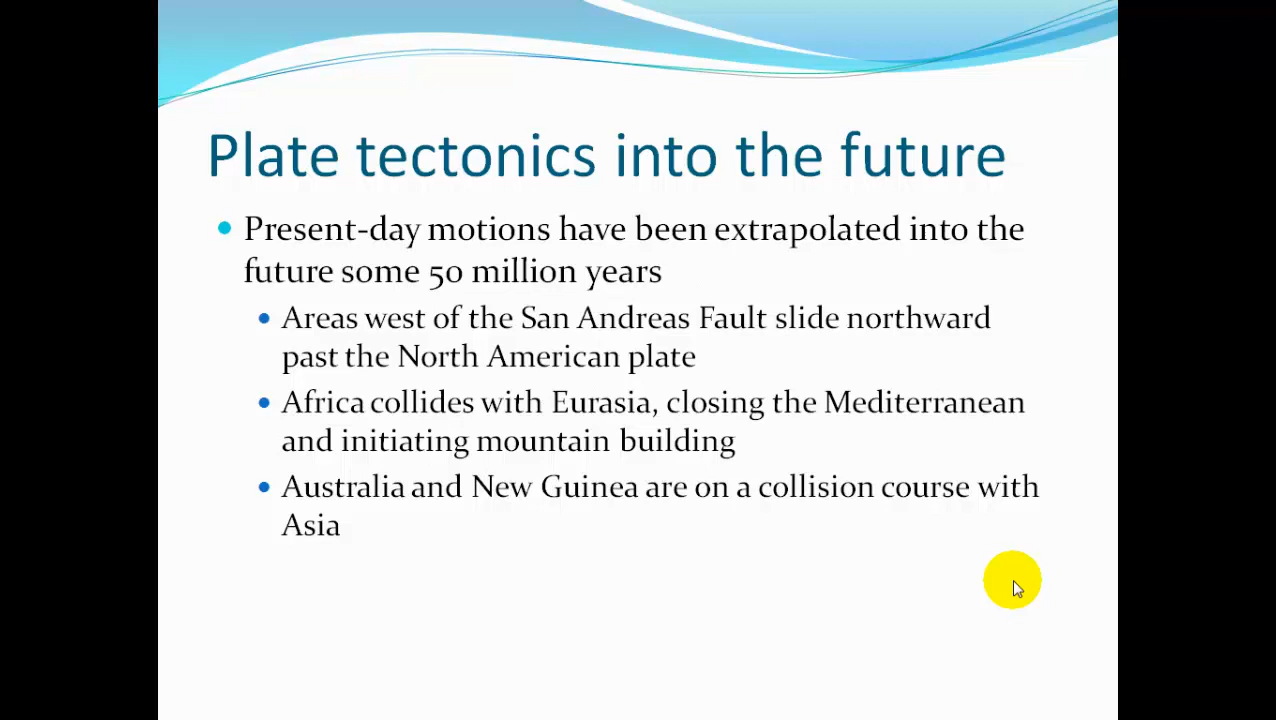 Plate tectonics into the future
Present-day motions have been extrapolated into the
future some 50 million years
Areas west of the San Andreas Fault slide northward
past the North American plate
Africa collides with Eurasia, closing the Mediterranean
and initiating mountain building
Australia and New Guinea are on a collision course with
Asia